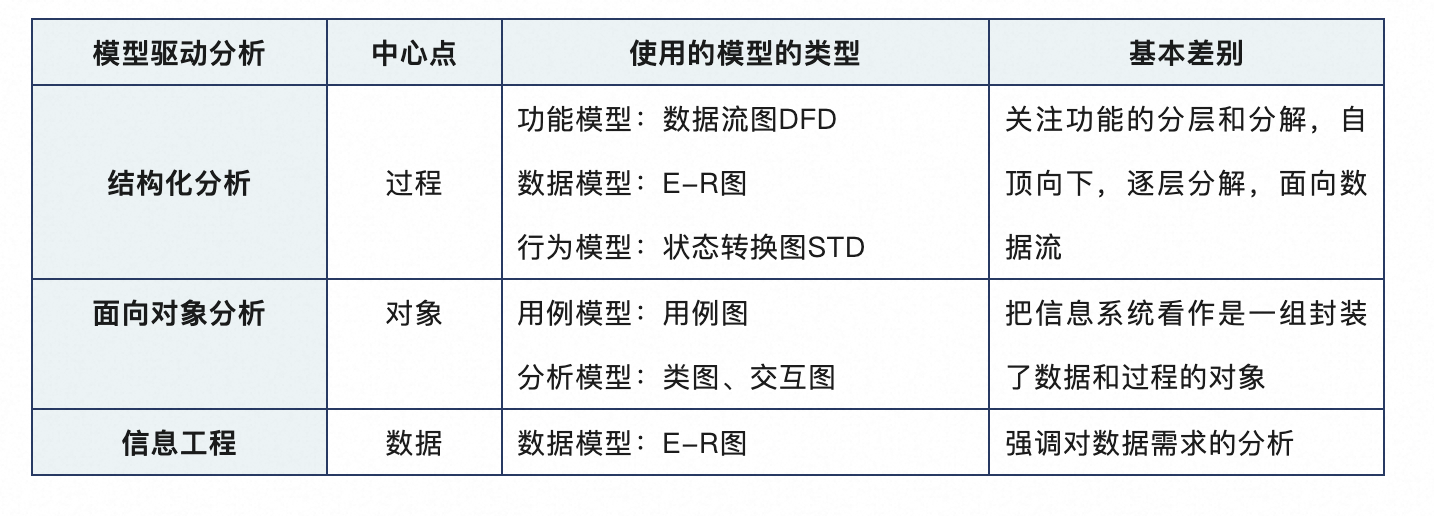 模型驱动分析 中心点 使用的模型的类型 基本差别
结构化分析 过程
功能模型：数据流图DFD
数据模型：E–R图
行为模型：状态转换图STD
关注功能的分层和分解，自
顶向下，逐层分解，面向数
据流
面向对象分析 对象
用例模型：用例图
分析模型：类图、交互图
把信息系统看作是一组封装
了数据和过程的对象
信息工程 数据 数据模型：E–R图 强调对数据需求的分析